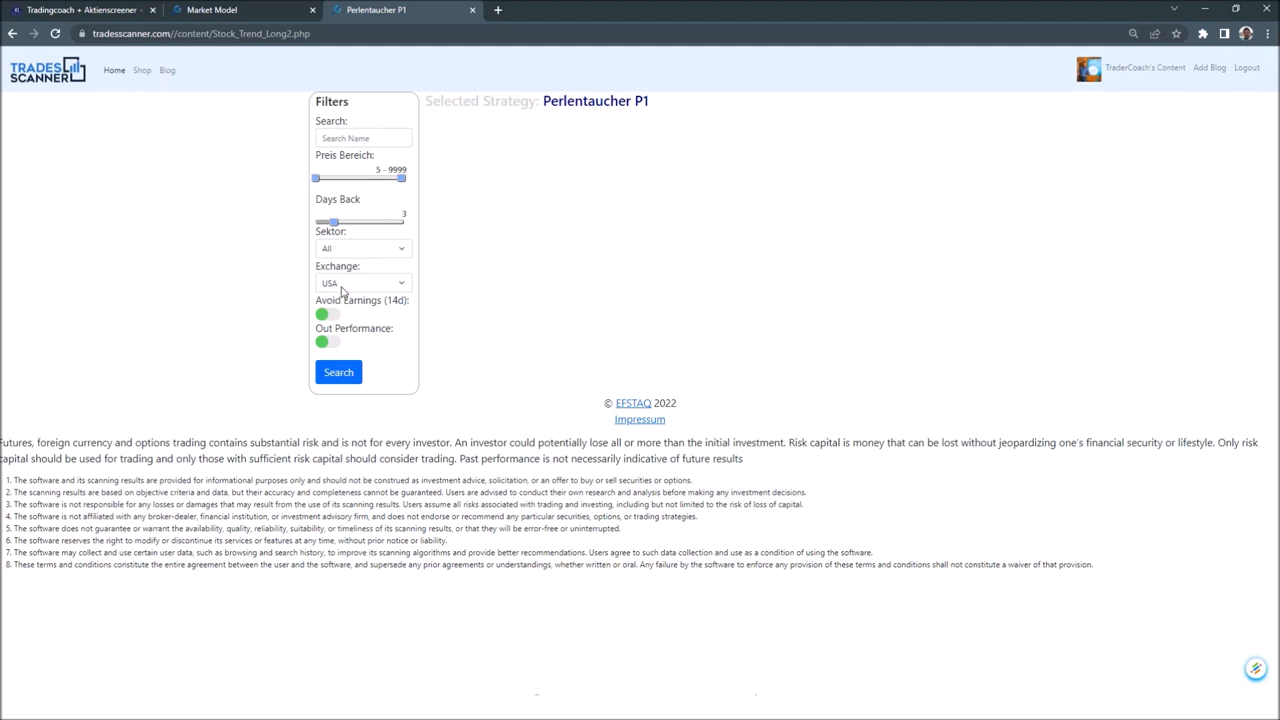 Tradingcoach + Aktienscreener -
Market Model
Perlentaucher P1
tradesscanner.com//content/Stock_Trend_Long2.php
TRADES SCANNER
Home Shop Blog
TraderCoach's Content Add Blog Logout
Filters
Selected Strategy: Perlentaucher P1
Search:
Search Name
Preis Bereich:
5 - 9999
Days Back
3
Sektor:
All
Exchange:
USA
Avoid Earnings (14d):
Out Performance:
Search
© EFSTAQ 2022
Impressum
Futures, foreign currency and options trading contains substantial risk and is not for every investor. An investor could potentially lose all or more than the initial investment. Risk capital is money that can be lost without jeopardizing one's financial security or lifestyle. Only risk
capital should be used for trading and only those with sufficient risk capital should consider trading. Past performance is not necessarily indicative of future results
1. The software and its scanning results are provided for informational purposes only and should not be construed as investment advice, solicitation, or an offer to buy or sell securities or options.
2. The scanning results are based on objective criteria and data, but their accuracy and completeness cannot be guaranteed. Users are advised to conduct their own research and analysis before making any investment decisions.
3. The software is not responsible for any losses or damages that may result from the use of its scanning results. Users assume all risks associated with trading and investing, including but not limited to the risk of loss of capital.
4. The software is not affiliated with any broker-dealer, financial institution, or investment advisory firm, and does not endorse or recommend any particular securities, options, or trading strategies.
5. The software does not guarantee or warrant the availability, quality, reliability, suitability, or timeliness of its scanning results, or that they will be error-free or uninterrupted.
6. The software reserves the right to modify or discontinue its services or features at any time, without prior notice or liability.
7. The software may collect and use certain user data, such as browsing and search history, to improve its scanning algorithms and provide better recommendations. Users agree to such data collection and use as a condition of using the software.
8. These terms and conditions constitute the entire agreement between the user and the software, and supersede any prior agreements or understandings, whether written or oral. Any failure by the software to enforce any provision of these terms and conditions shall not constitute a waiver of that provision.